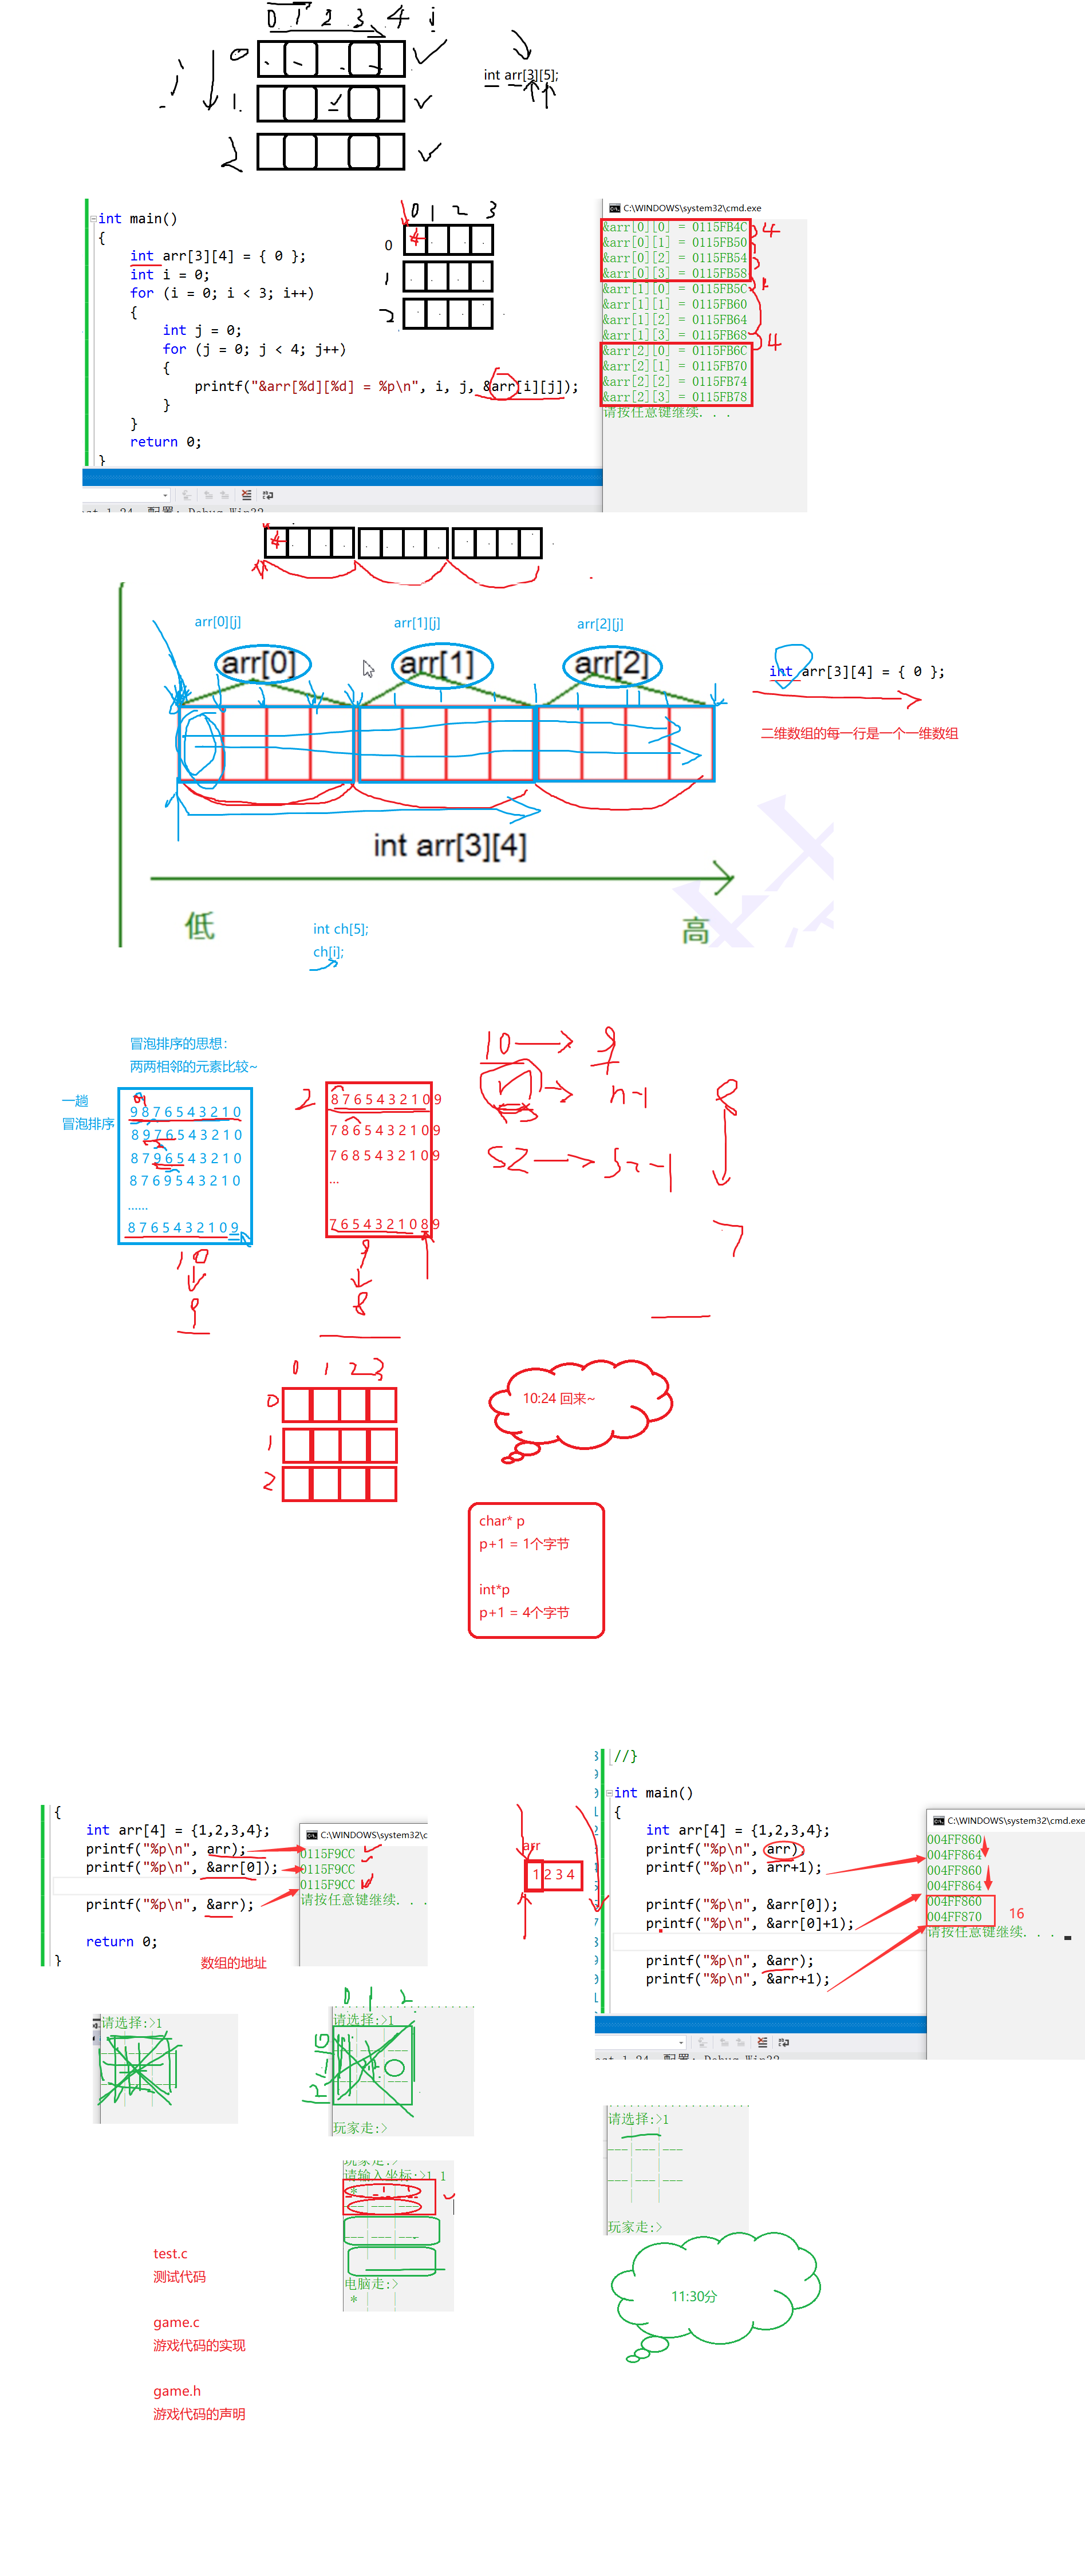 0 1 2 3 4 j
0
i
1
2
int arr[3][5];
int main()
{
int arr[3][4] = { 0 };
int i = 0;
for (i = 0; i < 3; i++)
{
int j = 0;
for (j = 0; j < 4; j++)
{
printf("&arr[%d][%d] = %p\n", i, j, &arr[i][j]);
}
}
return 0;
}
0 1 2 3
0
4
1
2
C:\WINDOWS\system32\cmd.exe
&arr[0][0] = 0115FB4C
&arr[0][1] = 0115FB50
&arr[0][2] = 0115FB54
&arr[0][3] = 0115FB58
&arr[1][0] = 0115FB5C
&arr[1][1] = 0115FB60
&arr[1][2] = 0115FB64
&arr[1][3] = 0115FB68
&arr[2][0] = 0115FB6C
&arr[2][1] = 0115FB70
&arr[2][2] = 0115FB74
&arr[2][3] = 0115FB78
请按任意键继续. . .
4
4
4
arr[0][j] arr[1][j] arr[2][j]
arr[0] arr[1] arr[2]
int arr[3][4] = { 0 };
二维数组的每一行是一个一维数组
int arr[3][4]
低 高
int ch[5];
ch[j];
冒泡排序的思想：
两两相邻的元素比较~
一趟
冒泡排序
9 8 7 6 5 4 3 2 1 0
8 9 7 6 5 4 3 2 1 0
8 7 9 6 5 4 3 2 1 0
8 7 6 9 5 4 3 2 1 0
......
8 7 6 5 4 3 2 1 0 9
10
9
2
8 7 6 5 4 3 2 1 0 9
7 8 6 5 4 3 2 1 0 9
7 6 8 5 4 3 2 1 0 9
...
7 6 5 4 3 2 1 0 8 9
9
8
10 9
n n-1
sz sz-1
8
7
0 1 2 3
0
1
2
10:24 回来~
char* p
p+1 = 1个字节
int*p
p+1 = 4个字节
{
int arr[4] = {1,2,3,4};
printf("%p\n", arr);
printf("%p\n", &arr[0]);
printf("%p\n", &arr);
return 0;
}
数组的地址
C:\WINDOWS\system32\c
0115F9CC
0115F9CC
0115F9CC
请按任意键继续. . .
arr
1 2 3 4
//}
int main()
{
int arr[4] = {1,2,3,4};
printf("%p\n", arr);
printf("%p\n", arr+1);
printf("%p\n", &arr[0]);
printf("%p\n", &arr[0]+1);
printf("%p\n", &arr);
printf("%p\n", &arr+1);
C:\WINDOWS\system32\cmd.exe
004FF860
004FF864
004FF860
004FF864
004FF860
004FF870
16
请按任意键继续. . .
请选择:>1
0 1 2
请选择:>1
0
1
2
玩家走:>
请选择:>1
玩家走:>
玩家走:>
请输入坐标:>1 1
*
电脑走:>
*
11:30分
test.c
测试代码
game.c
游戏代码的实现
game.h
游戏代码的声明